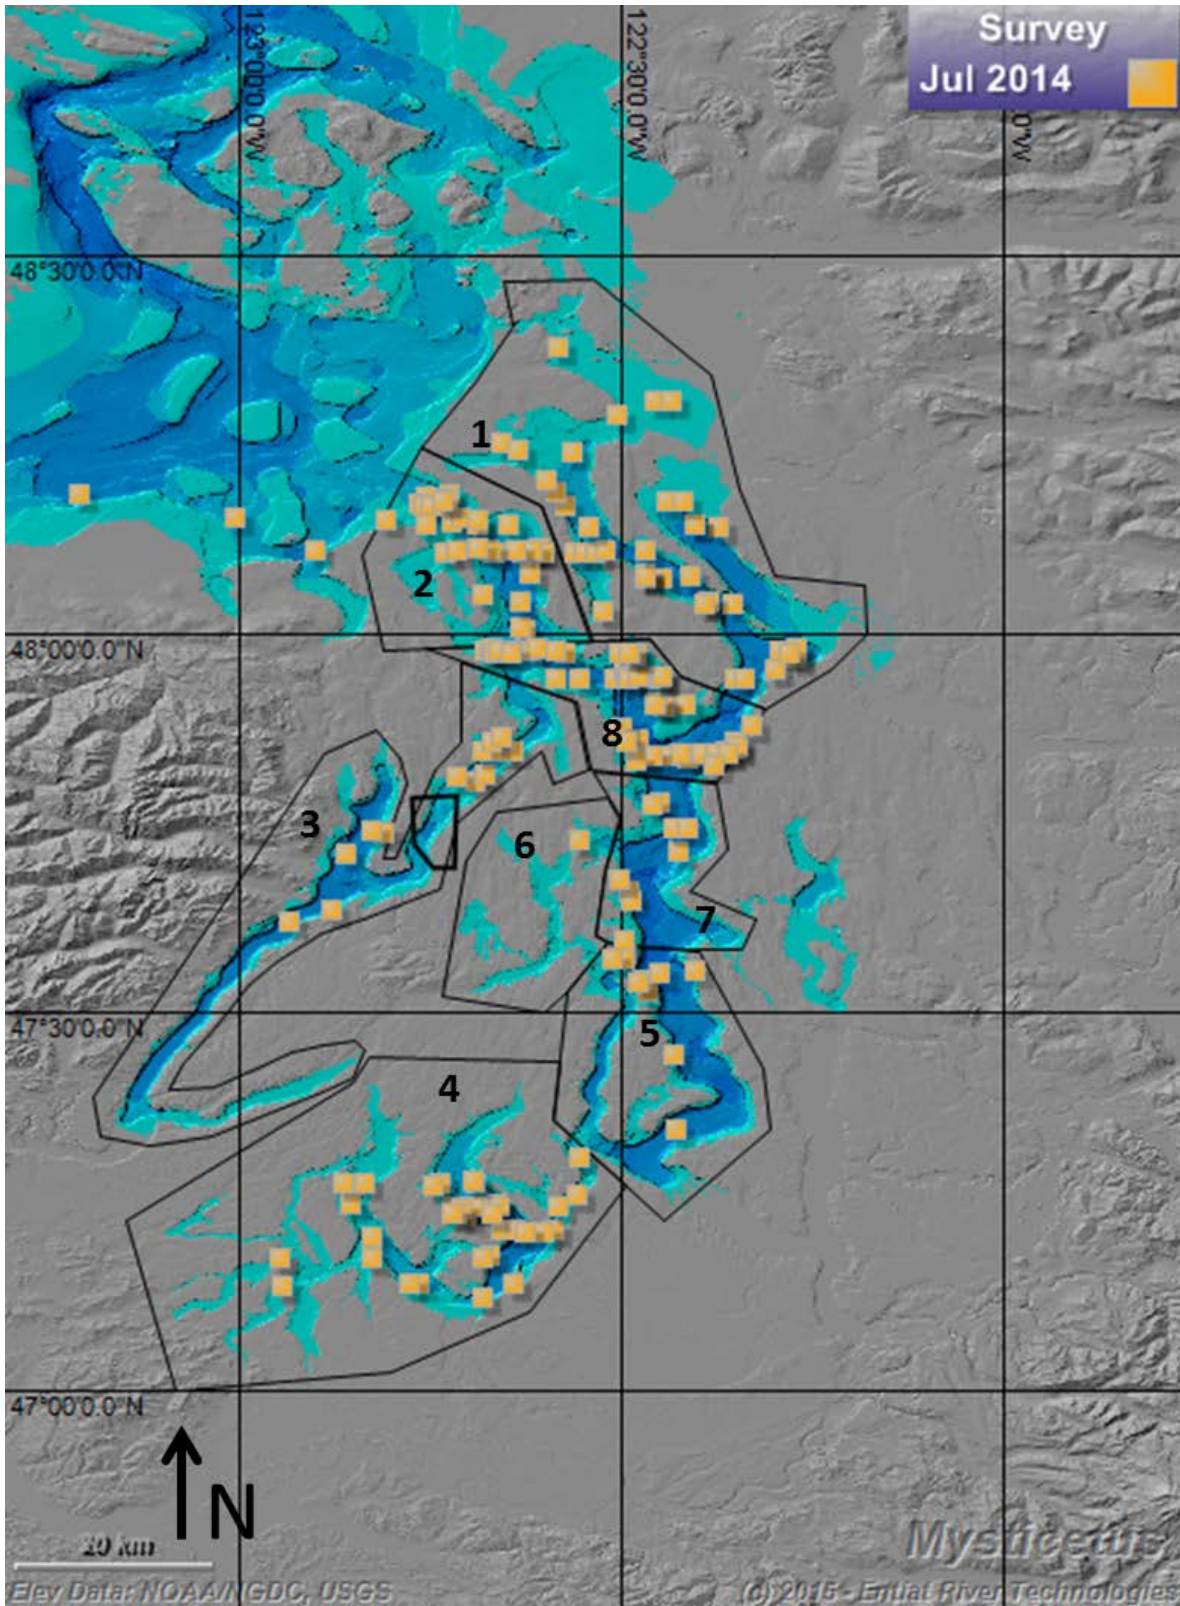 Survey
Jul 2014
123°00'0.0"W
122°30'0.0"W
0"W
48°30'0.0"N
1
2
48°00'0.0"N
8
3
6
7
47°30'0.0"N
5
4
47°00'0.0"N
N
20 km
Mysticetus
Elev Data: NOAA/NGDC, USGS
(c) 2015 - Entiat River Technologies